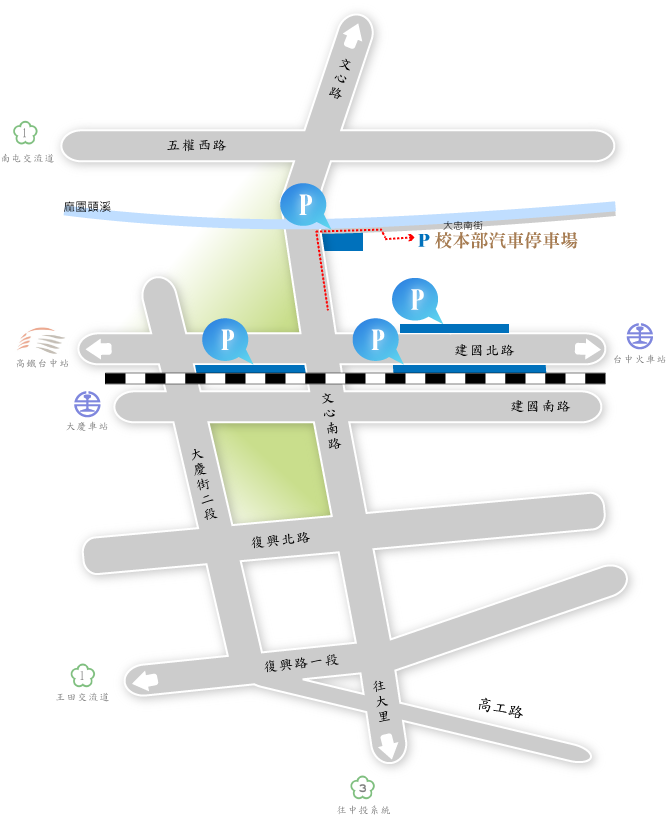 文心路
1
五權西路
南屯交流道
P
麻園頭溪
大忠南街
P 校本部汽車停車場
P
P
P
建國北路
高鐵台中站
台中火車站
文心南路
建國南路
大慶車站
大慶街二段
復興北路
復興路一段
1
往大里
王田交流道
高工路
3
往中投系統